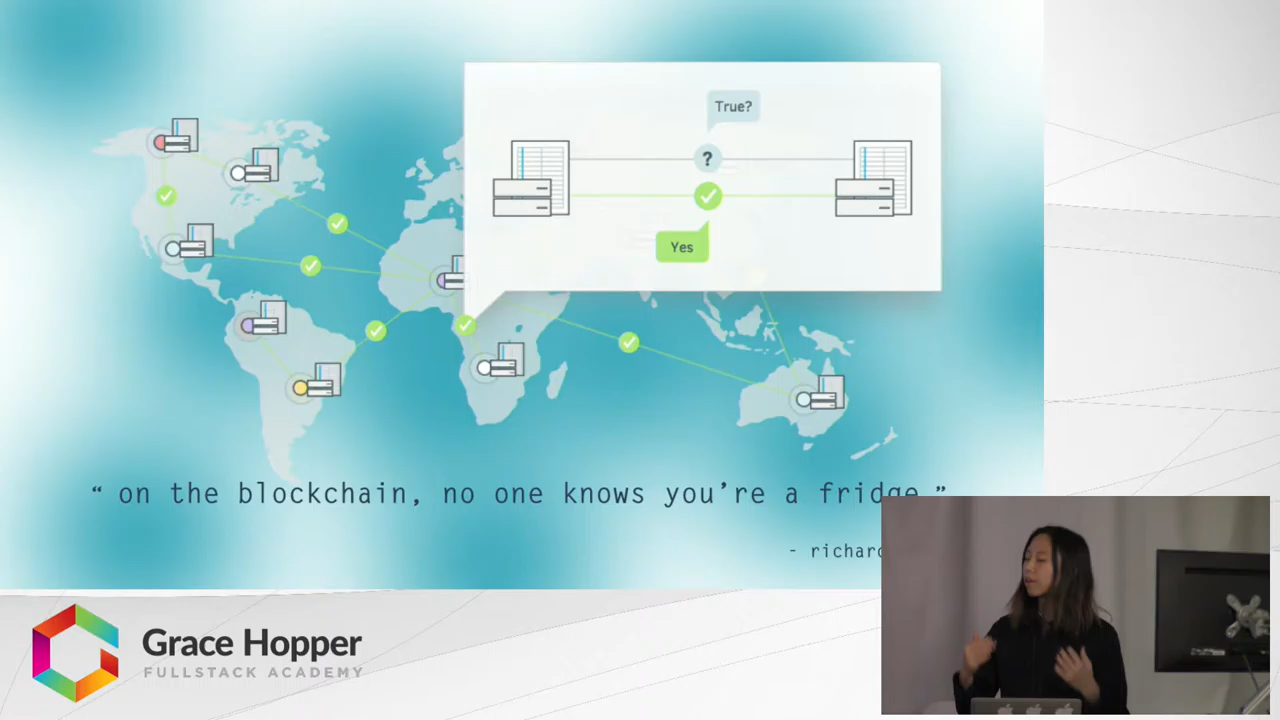 True?
?
Yes
“ on the blockchain, no one knows you’re a fridge ”
- richard
Grace Hopper
FULLSTACK ACADEMY